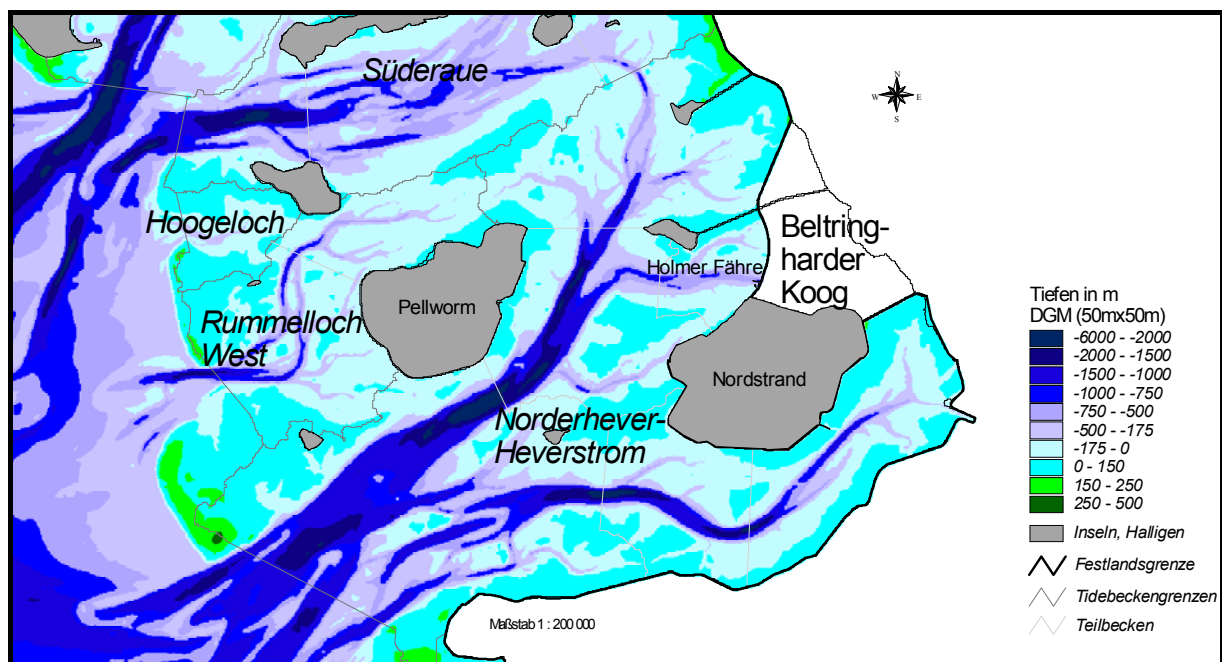 Süderaue
N
W E
S
Hoogeloch
Beltring-
harder
Koog
Holmer Fähre
Pellworm
Rummelloch
West
Nordstrand
Norderhever-
Heverstrom
Maßstab 1 : 200 000
Tiefen in m
DGM (50mx50m)
-6000 - -2000
-2000 - -1500
-1500 - -1000
-1000 - -750
-750 - -500
-500 - -175
-175 - 0
0 - 150
150 - 250
250 - 500
Inseln, Halligen
Festlandsgrenze
Tidebeckengrenzen
Teilbecken